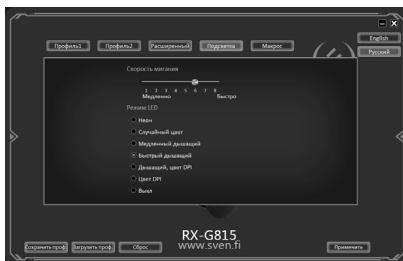 English
Профиль1 Профиль2 Расширенный Подсветка Макрос
Русский
Скорость мигания
1 2 3 4 5 6 7 8
Медленно Быстро
Режим LED
Неон
Случайный цвет
Медленный дышащий
Быстрый дышащий
Дышащий, цвет DPI
Цвет DPI
Выкл
RX-G815
www.sven.fi
Сохранить проф. Загрузить проф. Сброс Применить